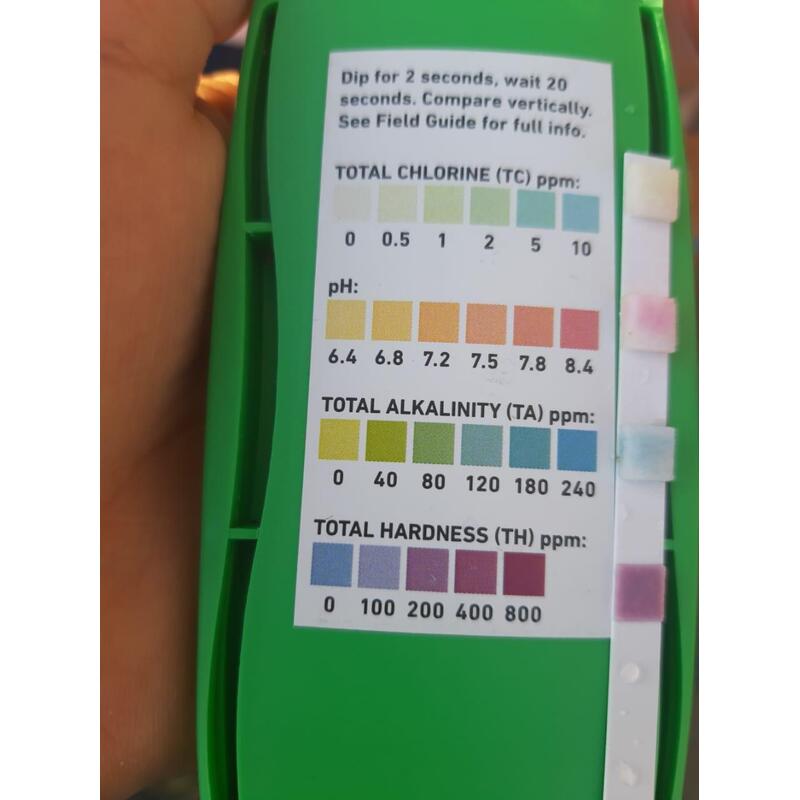 Dip for 2 seconds, wait 20
seconds. Compare vertically.
See Field Guide for full info.
TOTAL CHLORINE (TC) ppm:
0 0.5 1 2 5 10
pH:
6.4 6.8 7.2 7.5 7.8 8.4
TOTAL ALKALINITY (TA) ppm:
0 40 80 120 180 240
TOTAL HARDNESS (TH) ppm:
0 100 200 400 800